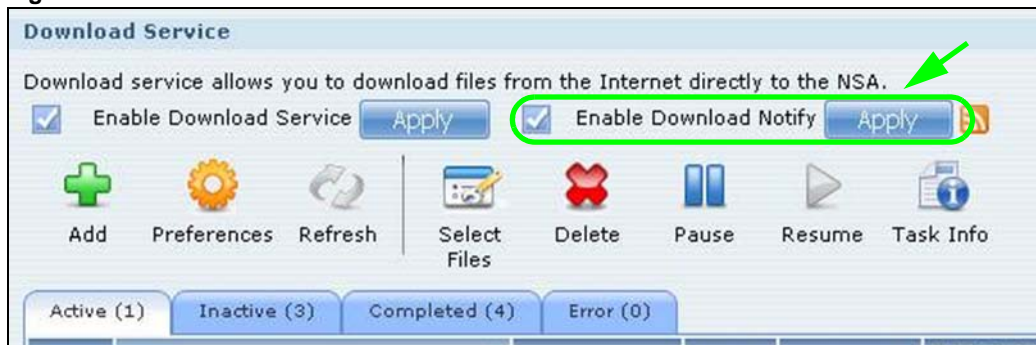 Download Service
Download service allows you to download files from the Internet directly to the NSA.
Enable Download Service Apply Enable Download Notify Apply
Add Preferences Refresh Select Files Delete Pause Resume Task Info
Active (1) Inactive (3) Completed (4) Error (0)